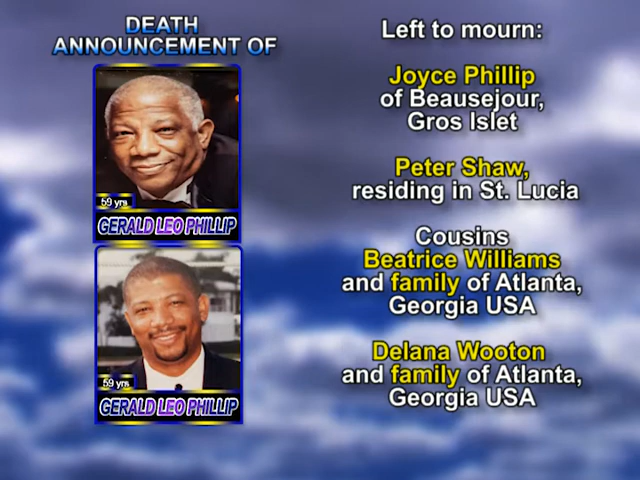 DEATH
ANNOUNCEMENT OF
59 yrs
GERALD LEO PHILLIP
59 yrs
GERALD LEO PHILLIP
Left to mourn:
Joyce Phillip
of Beausejour,
Gros Islet
Peter Shaw,
residing in St. Lucia
Cousins
Beatrice Williams
and family of Atlanta,
Georgia USA
Delana Wooton
and family of Atlanta,
Georgia USA